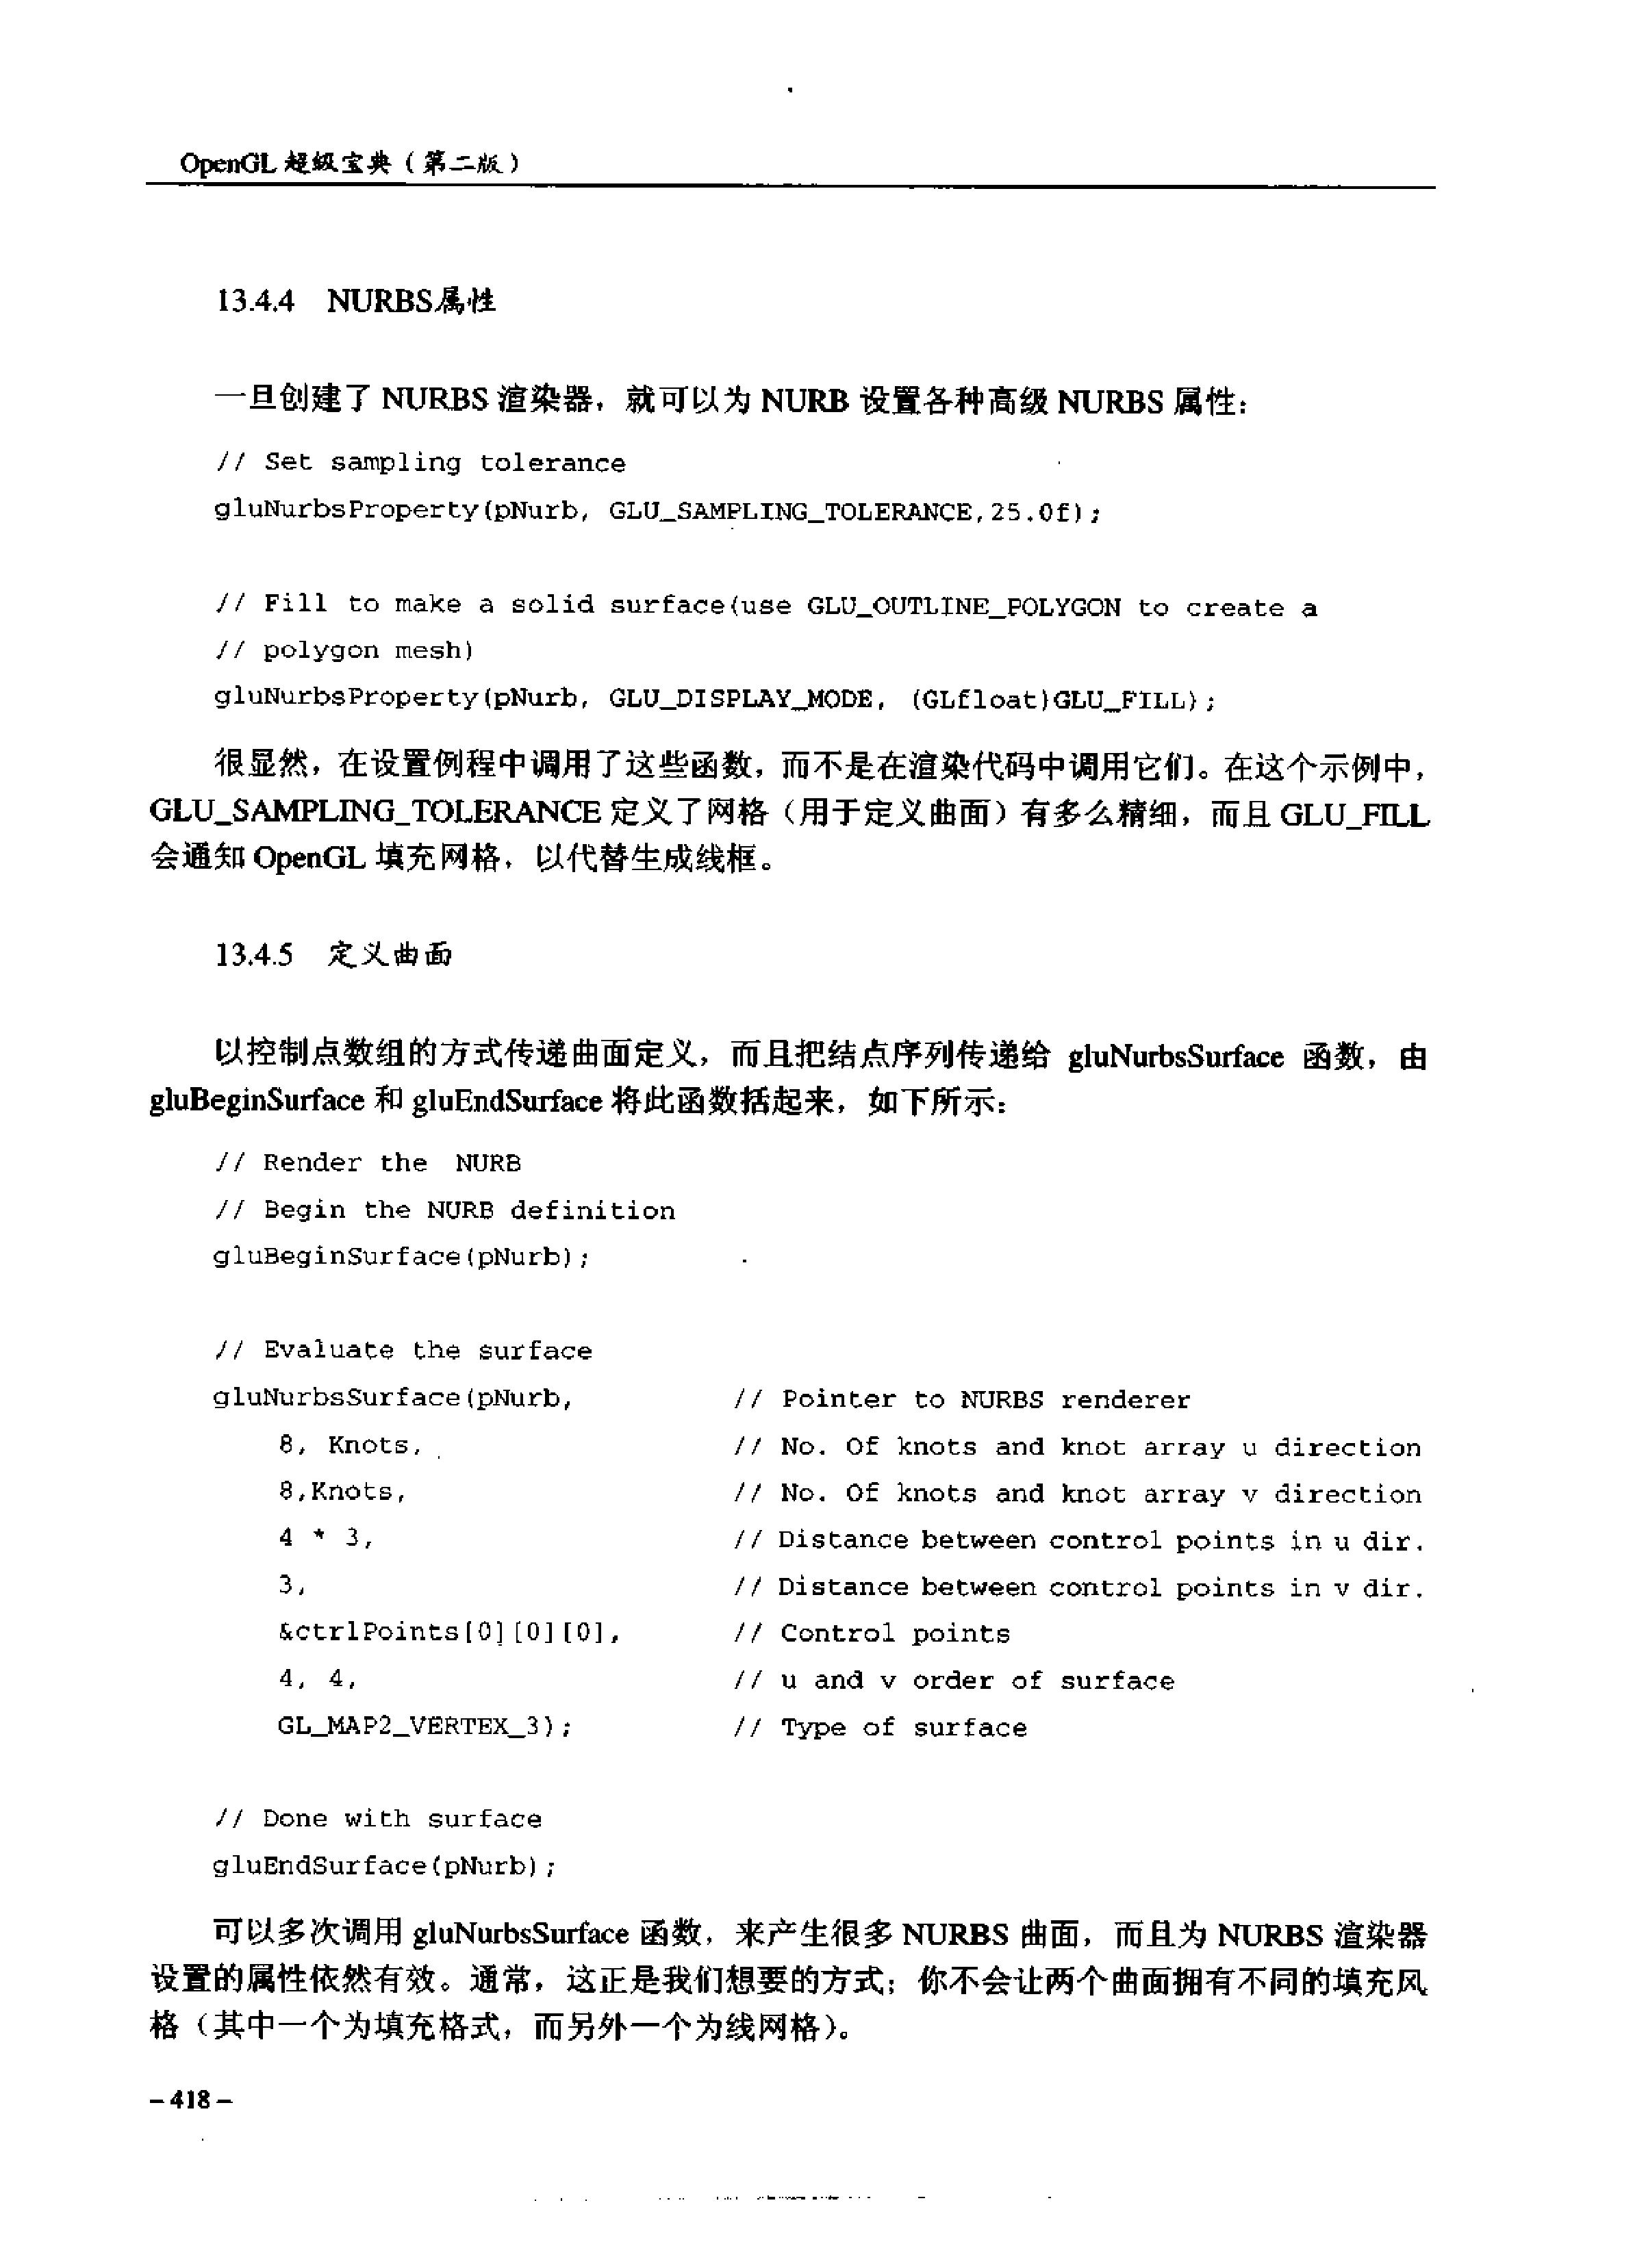 OpenGL 超级宝典（第二版）
13.4.4 NURBS属性
一旦创建了 NURBS 渲染器，就可以为 NURB 设置各种高级 NURBS 属性：
// Set sampling tolerance
gluNurbsProperty(pNurb, GLU_SAMPLING_TOLERANCE,25.0f);
// Fill to make a solid surface(use GLU_OUTLINE_POLYGON to create a
// polygon mesh)
gluNurbsProperty(pNurb, GLU_DISPLAY_MODE, (GLfloat)GLU_FILL);
很显然，在设置例程中调用了这些函数，而不是在渲染代码中调用它们。在这个示例中，
GLU_SAMPLING_TOLERANCE 定义了网格（用于定义曲面）有多么精细，而且 GLU_FILL
会通知 OpenGL 填充网格，以代替生成线框。
13.4.5 定义曲面
以控制点数组的方式传递曲面定义，而且把结点序列传递给 gluNurbsSurface 函数，由
gluBeginSurface 和 gluEndSurface 将此函数括起来，如下所示：
// Render the NURB
// Begin the NURB definition
gluBeginSurface(pNurb);
// Evaluate the surface
gluNurbsSurface(pNurb, // Pointer to NURBS renderer
8, Knots, // No. Of knots and knot array u direction
8,Knots, // No. Of knots and knot array v direction
4 * 3, // Distance between control points in u dir.
3, // Distance between control points in v dir.
&ctrlPoints[0][0][0], // Control points
4, 4, // u and v order of surface
GL_MAP2_VERTEX_3); // Type of surface
// Done with surface
gluEndSurface(pNurb);
可以多次调用 gluNurbsSurface 函数，来产生很多 NURBS 曲面，而且为 NURBS 渲染器
设置的属性依然有效。通常，这正是我们想要的方式；你不会让两个曲面拥有不同的填充风
格（其中一个为填充格式，而另外一个为线网格）。
－418－